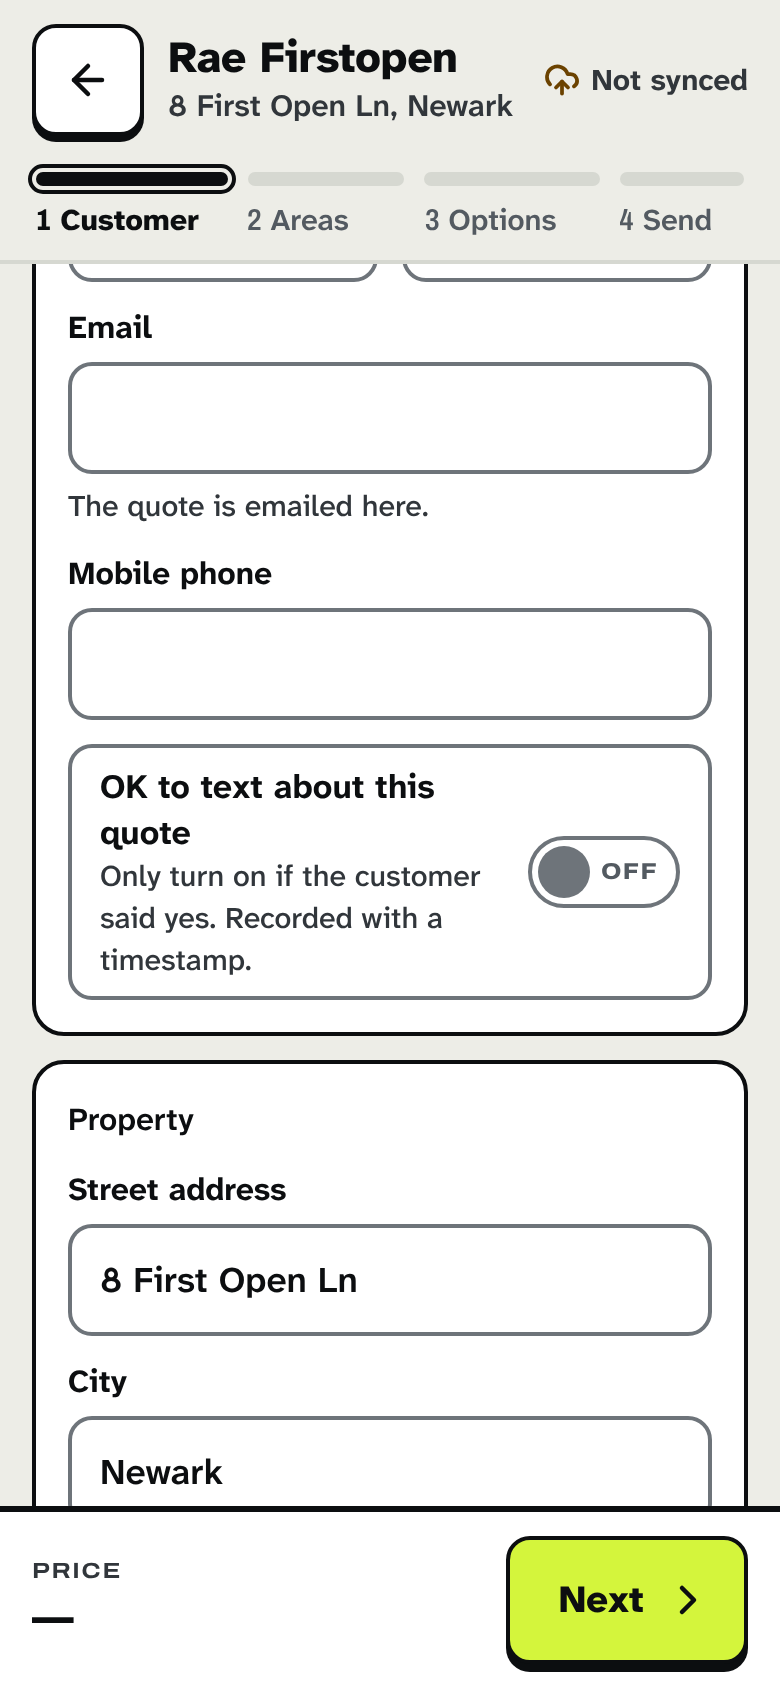 Rae Firstopen
8 First Open Ln, Newark
Not synced
1 Customer
2 Areas
3 Options
4 Send
Email
The quote is emailed here.
Mobile phone
OK to text about this
quote
Only turn on if the customer
said yes. Recorded with a
timestamp.
OFF
Property
Street address
8 First Open Ln
City
Newark
PRICE
—
Next